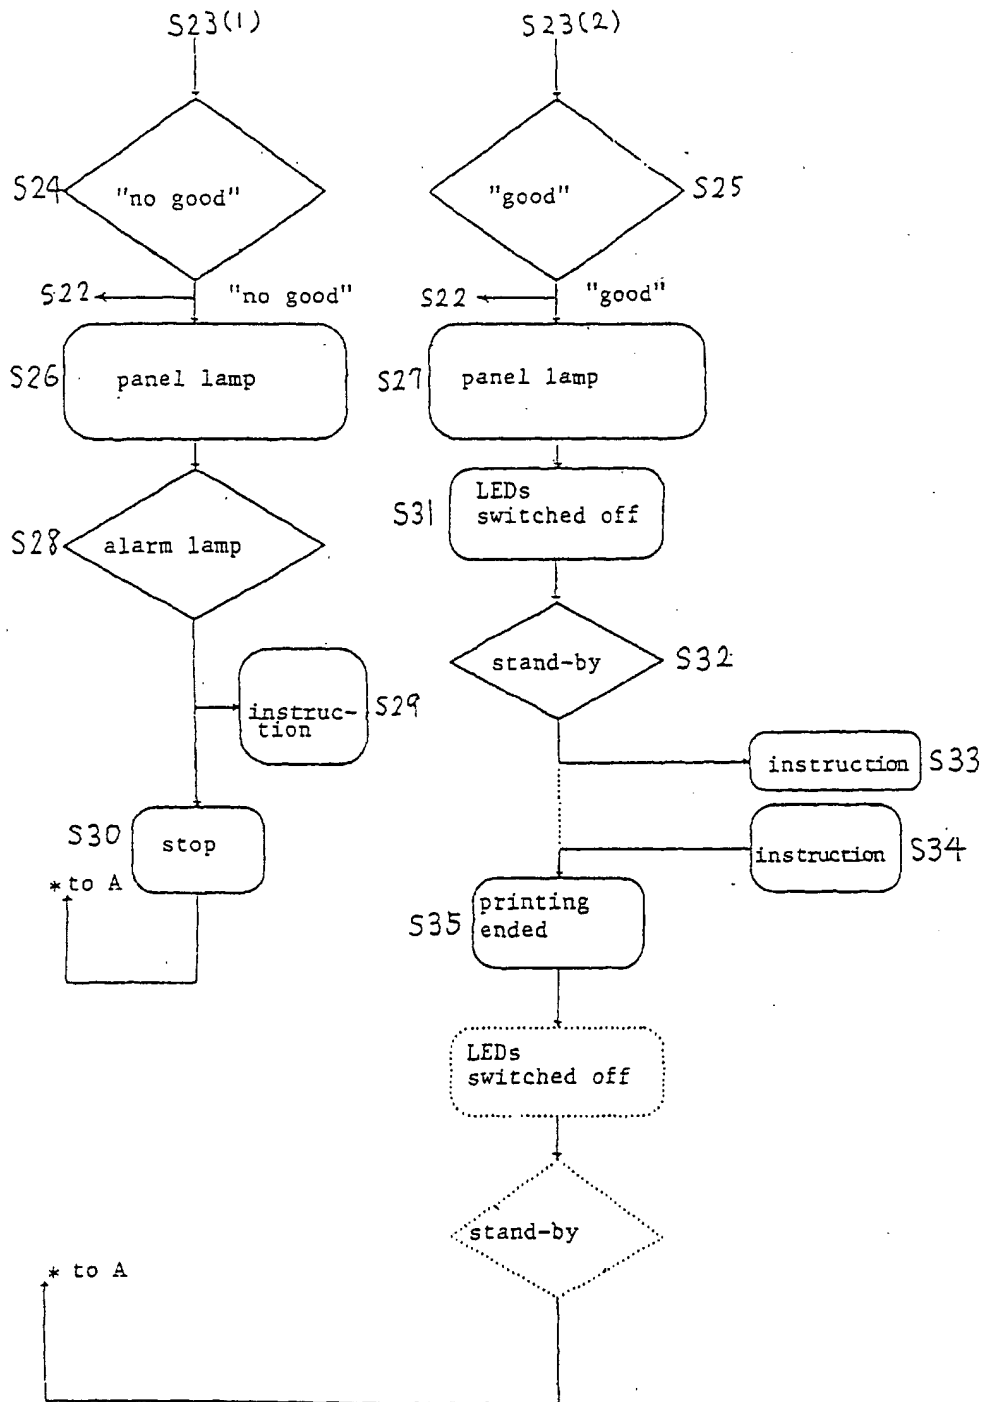 S23(1)
S23(2)
S24
"no good"
"good"
S25
S22
"no good"
S22
"good"
S26
panel lamp
S27
panel lamp
S31
LEDs
switched off
S28
alarm lamp
stand-by
S32
instruc-
tion
S29
instruction
S33
S30
stop
instruction
S34
* to A
S35
printing
ended
LEDs
switched off
stand-by
* to A